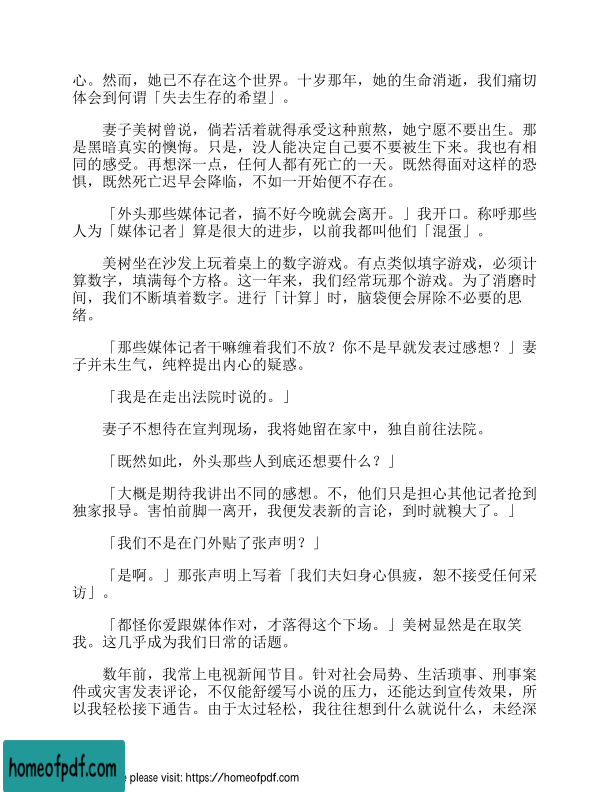 心。然而，她已不存在这个世界。十岁那年，她的生命消逝，我们痛切
体会到何谓「失去生存的希望」。
妻子美树曾说，倘若活着就得承受这种煎熬，她宁愿不要出生。那
是黑暗真实的懊悔。只是，没人能决定自己要不要被生下来。我也有相
同的感受。再想深一点，任何人都有死亡的一天。既然得面对这样的恐
惧，既然死亡迟早会降临，不如一开始便不存在。
「外头那些媒体记者，搞不好今晚就会离开。」我开口。称呼那些
人为「媒体记者」算是很大的进步，以前我都叫他们「混蛋」。
美树坐在沙发上玩着桌上的数字游戏。有点类似填字游戏，必须计
算数字，填满每个方格。这一年来，我们经常玩那个游戏。为了消磨时
间，我们不断填着数字。进行「计算」时，脑袋便会屏除不必要的思
绪。
「那些媒体记者干嘛缠着我们不放？你不是早就发表过感想？」妻
子并未生气，纯粹提出内心的疑惑。
「我是在走出法院时说的。」
妻子不想待在宣判现场，我将她留在家中，独自前往法院。
「既然如此，外头那些人到底还想要什么？」
「大概是期待我讲出不同的感想。不，他们只是担心其他记者抢到
独家报导。害怕前脚一离开，我便发表新的言论，到时就糗大了。」
「我们不是在门外贴了张声明？」
「是啊。」那张声明上写着「我们夫妇身心俱疲，恕不接受任何采
访」。
「都怪你爱跟媒体作对，才落得这个下场。」美树显然是在取笑
我。这几乎成为我们日常的话题。
数年前，我常上电视新闻节目。针对社会局势、生活琐事、刑事案
件或灾害发表评论，不仅能舒缓写小说的压力，还能达到宣传效果，所
以我轻松接下通告。由于太过轻松，我往往想到什么就说什么，未经深
homeofpdf.com
e please visit: https://homeofpdf.com